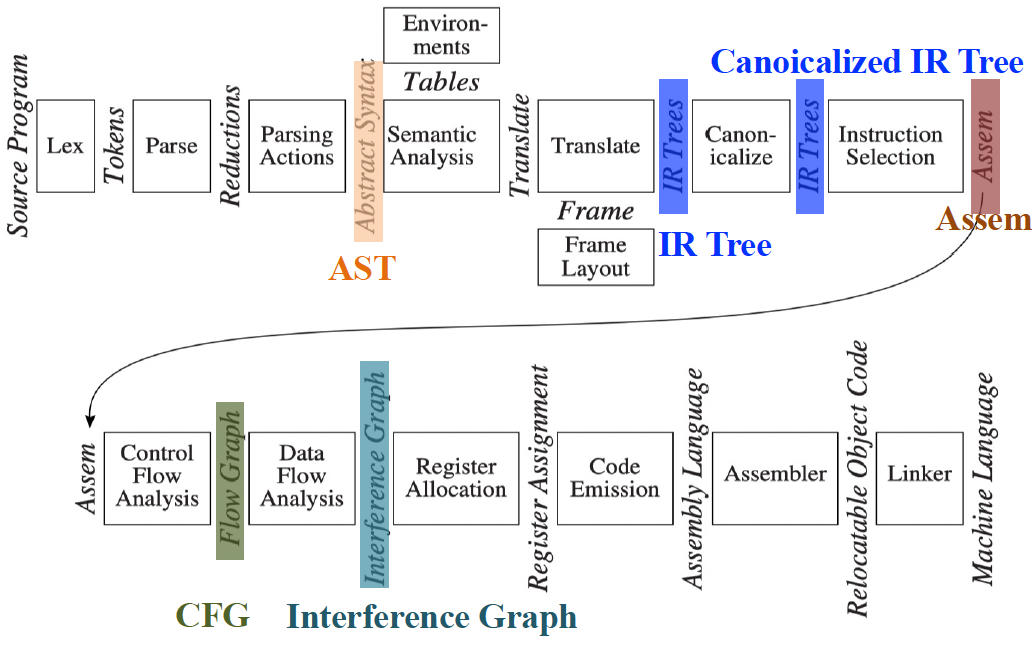 Environ-
ments
Tables
Canoicalized IR Tree
Source Program
Lex
Tokens
Parse
Reductions
Parsing
Actions
Abstract Syntax
Semantic
Analysis
Translate
Translate
IR Trees
Canon-
icalize
IR Trees
Instruction
Selection
Assem
Assem
AST
Frame
Frame
Layout
IR Tree
Assem
Control
Flow
Analysis
Flow Graph
Data
Flow
Analysis
Interference Graph
Register
Allocation
Register Assignment
Code
Emission
Assembly Language
Assembler
Relocatable Object Code
Linker
Machine Language
CFG
Interference Graph